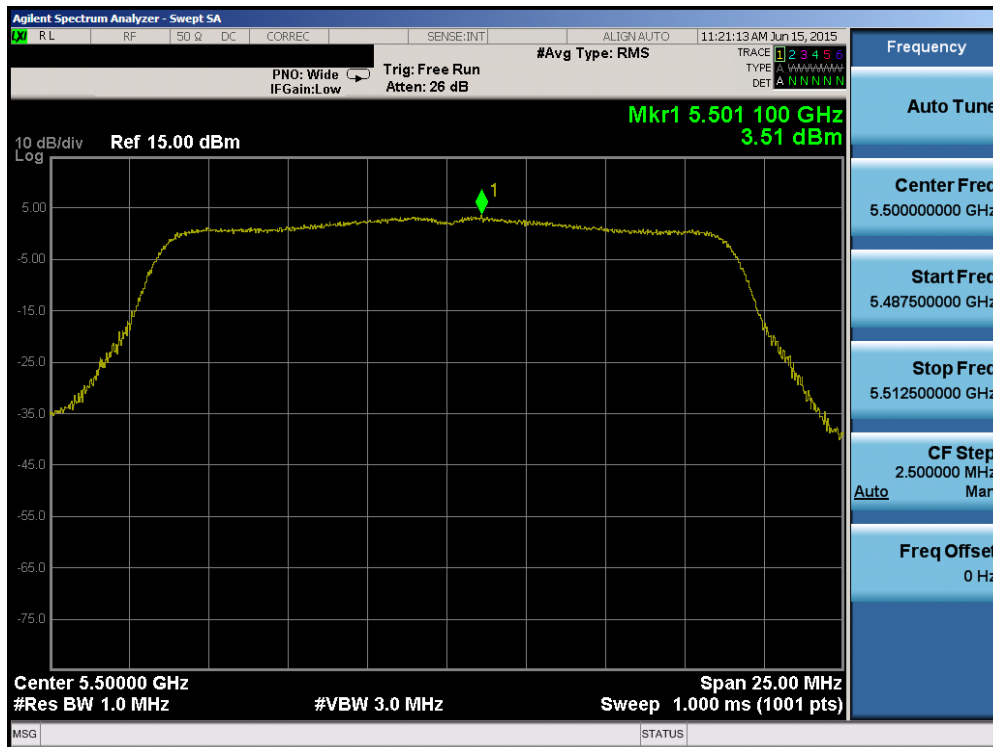 Agilent Spectrum Analyzer - Swept SA
LXI RL RF 50 Ω DC CORREC SENSE:INT ALIGN AUTO 11:21:13 AM Jun 15, 2015
PNO: Wide
IFGain:Low
Trig: Free Run
Atten: 26 dB
#Avg Type: RMS
TRACE 1 2 3 4 5 6
TYPE A WWWWW
DET A N N N N N
Mkr1 5.501 100 GHz
3.51 dBm
10 dB/div Ref 15.00 dBm
Log
1
5.00
-5.00
-15.0
-25.0
-35.0
-45.0
-55.0
-65.0
-75.0
Center 5.50000 GHz Span 25.00 MHz
#Res BW 1.0 MHz #VBW 3.0 MHz Sweep 1.000 ms (1001 pts)
MSG STATUS
Frequency
Auto Tune
Center Freq
5.500000000 GHz
Start Freq
5.487500000 GHz
Stop Freq
5.512500000 GHz
CF Step
2.500000 MHz
Auto Man
Freq Offset
0 Hz